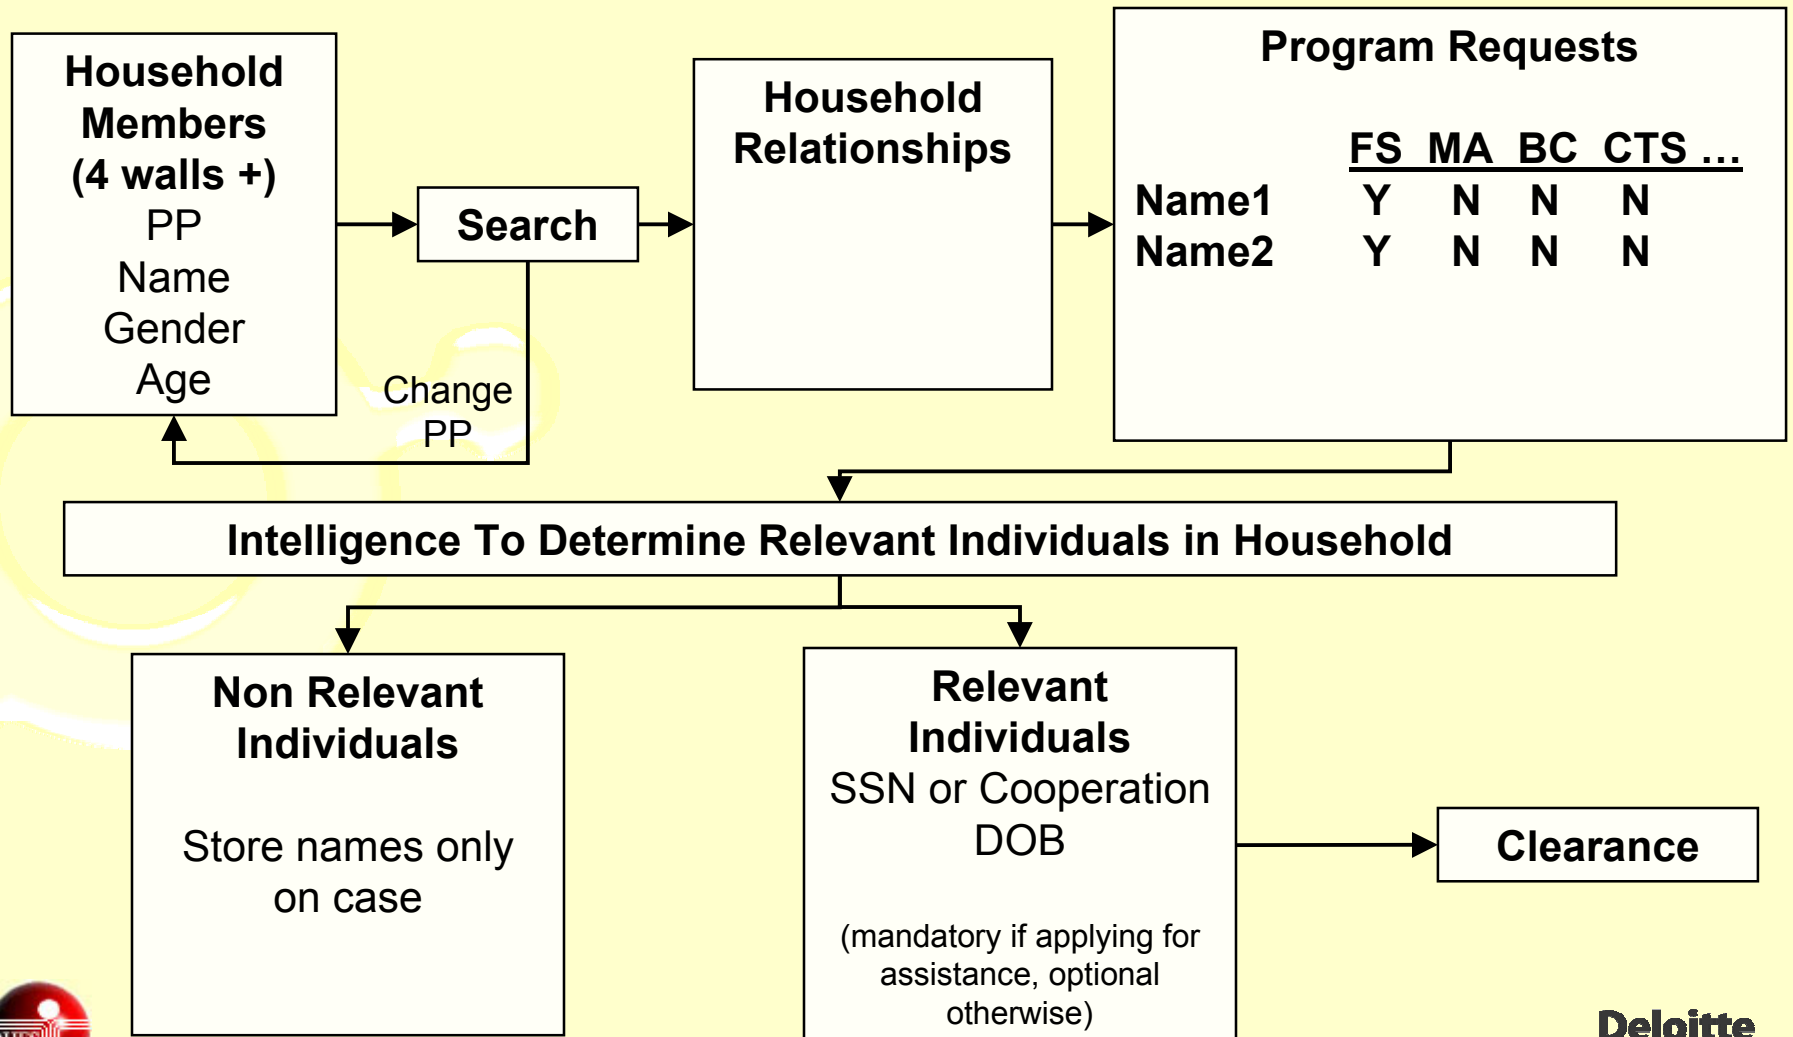 Household
Members
(4 walls +)
PP
Name
Gender
Age
Search
Change
PP
Household
Relationships
Program Requests
FS MA BC CTS ...
Name1 Y N N N
Name2 Y N N N
Intelligence To Determine Relevant Individuals in Household
Non Relevant
Individuals
Store names only
on case
Relevant
Individuals
SSN or Cooperation
DOB
(mandatory if applying for
assistance, optional
otherwise)
Clearance
Deloitte